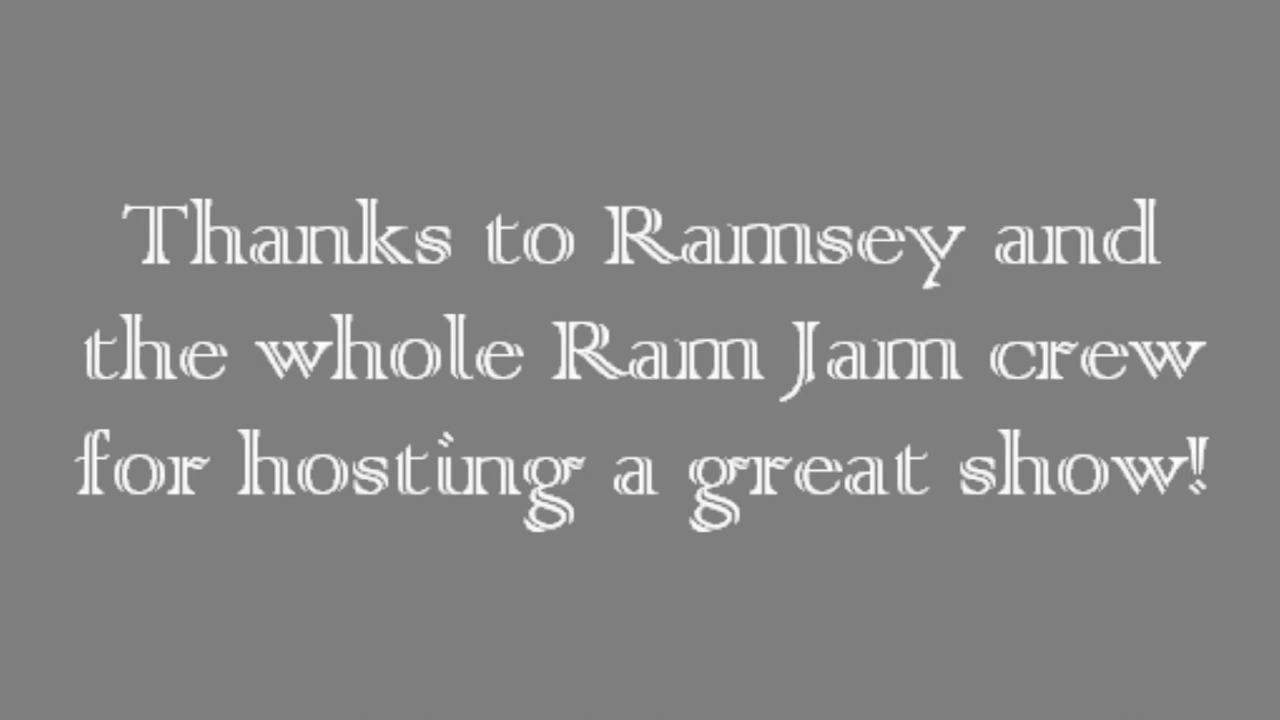 Thanks to Ramsey and
the whole Ram Jam crew
for hosting a great show!